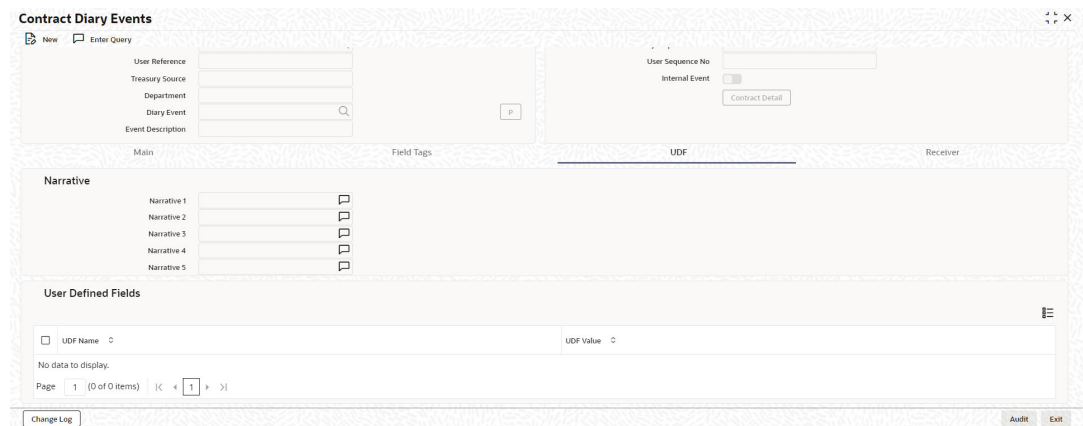 Contract Diary Events
New Enter Query
User Reference
Treasury Source
Department
Diary Event
P
Event Description
User Sequence No
Internal Event
Contract Detail
Main Field Tags UDF Receiver
Narrative
Narrative 1
Narrative 2
Narrative 3
Narrative 4
Narrative 5
User Defined Fields
UDF Name UDF Value
No data to display.
Page 1 (0 of 0 items) 1
Change Log Audit Exit